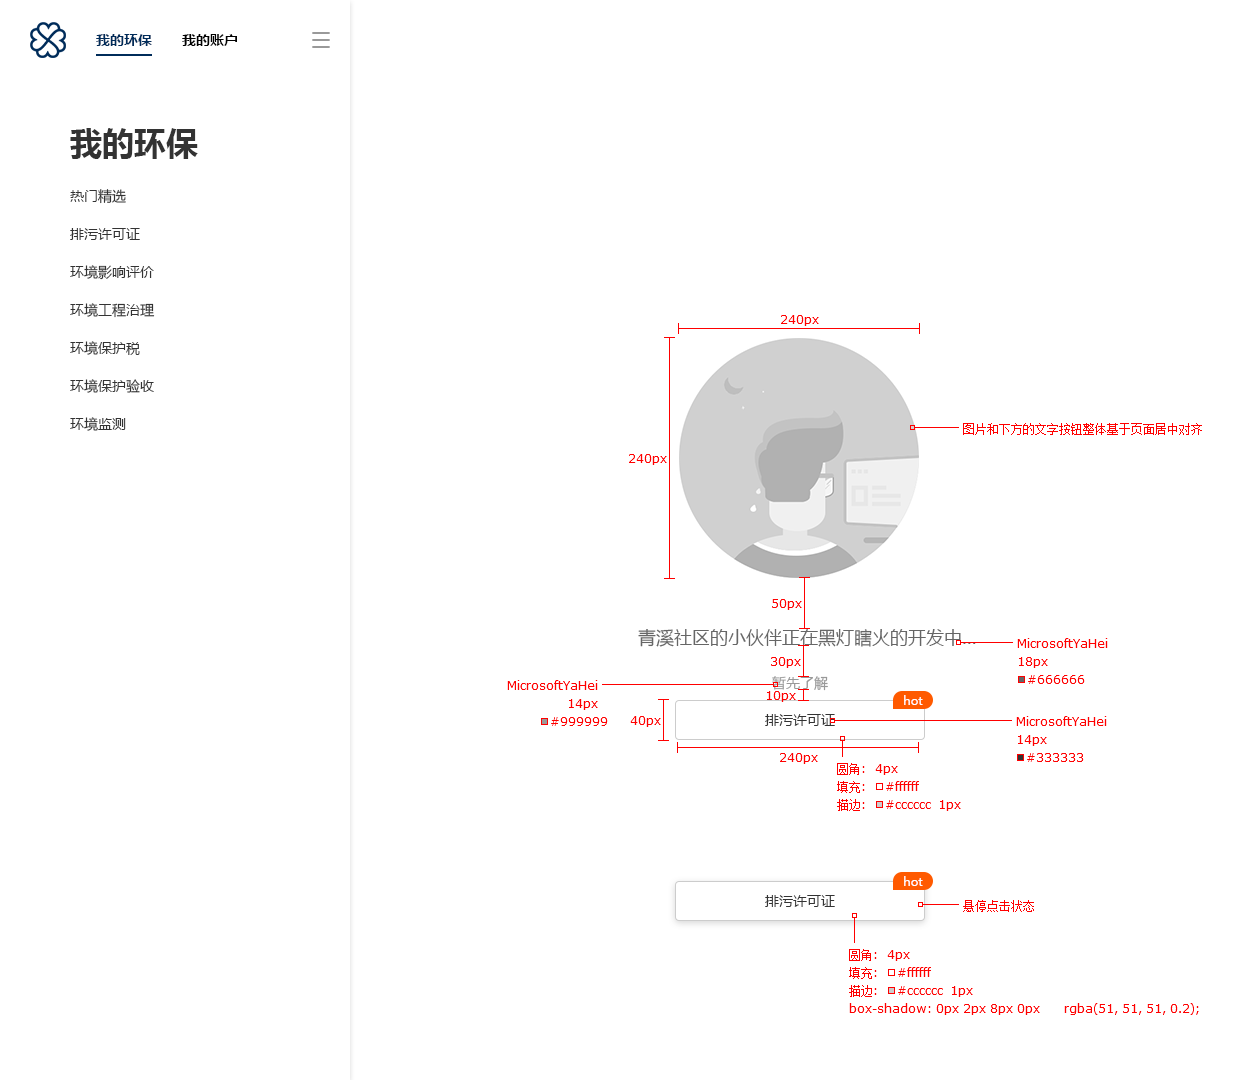 我的环保 我的账户
我的环保
热门精选
排污许可证
环境影响评价
环境工程治理
环境保护税
环境保护验收
环境监测
240px
240px
图片和下方的文字按钮整体基于页面居中对齐
50px
青溪社区的小伙伴正在黑灯瞎火的开发中...
MicrosoftYaHei
18px
#666666
30px
暂先了解
MicrosoftYaHei
14px
#999999
10px
hot
40px
排污许可证
MicrosoftYaHei
14px
#333333
240px
圆角: 4px
填充: #ffffff
描边: #cccccc 1px
hot
排污许可证
悬停点击状态
圆角: 4px
填充: #ffffff
描边: #cccccc 1px
box-shadow: 0px 2px 8px 0px rgba(51, 51, 51, 0.2);